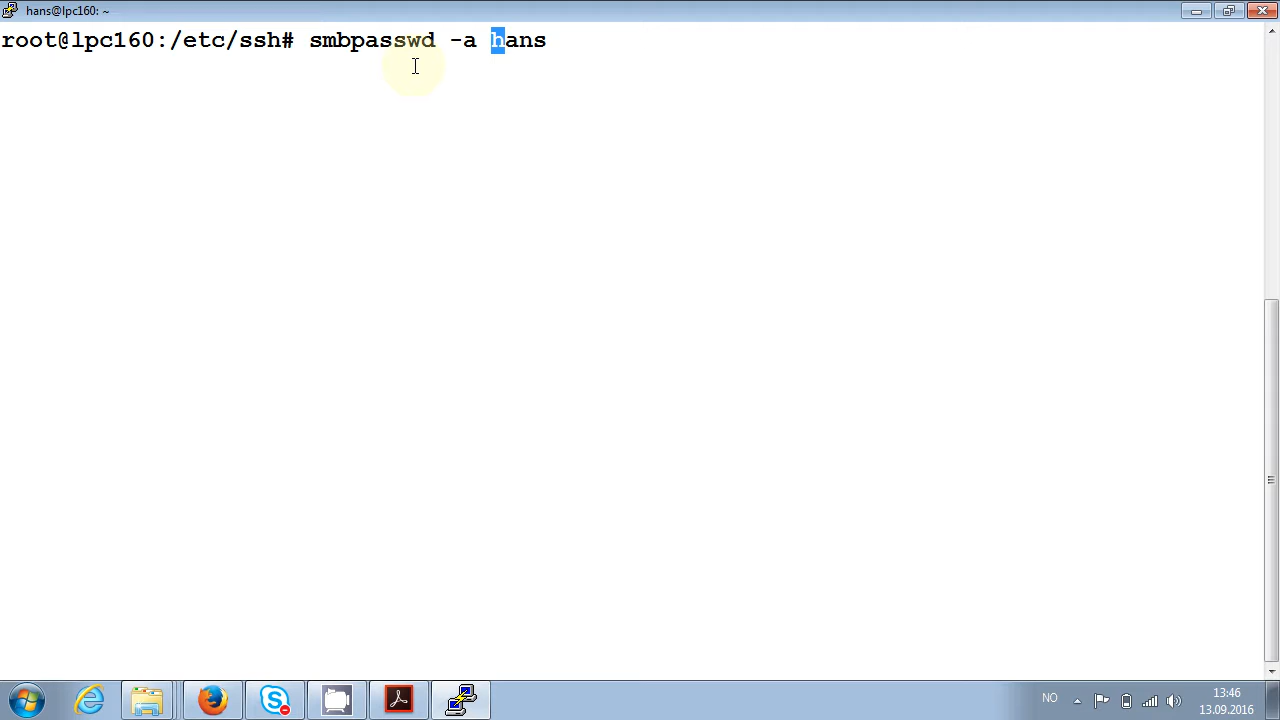 hans@lpc160: ~
root@lpc160:/etc/ssh# smbpasswd -a hans
NO
13:46
13.09.2016